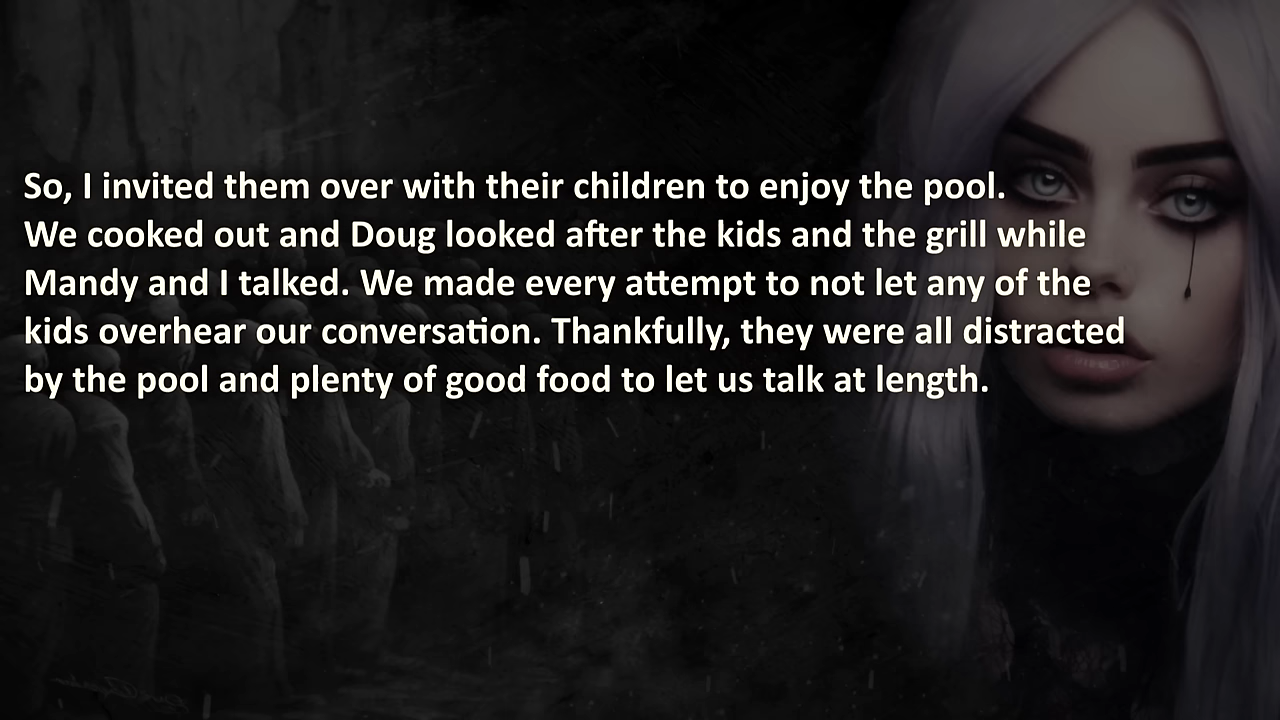 So, I invited them over with their children to enjoy the pool.
We cooked out and Doug looked after the kids and the grill while
Mandy and I talked. We made every attempt to not let any of the
kids overhear our conversation. Thankfully, they were all distracted
by the pool and plenty of good food to let us talk at length.